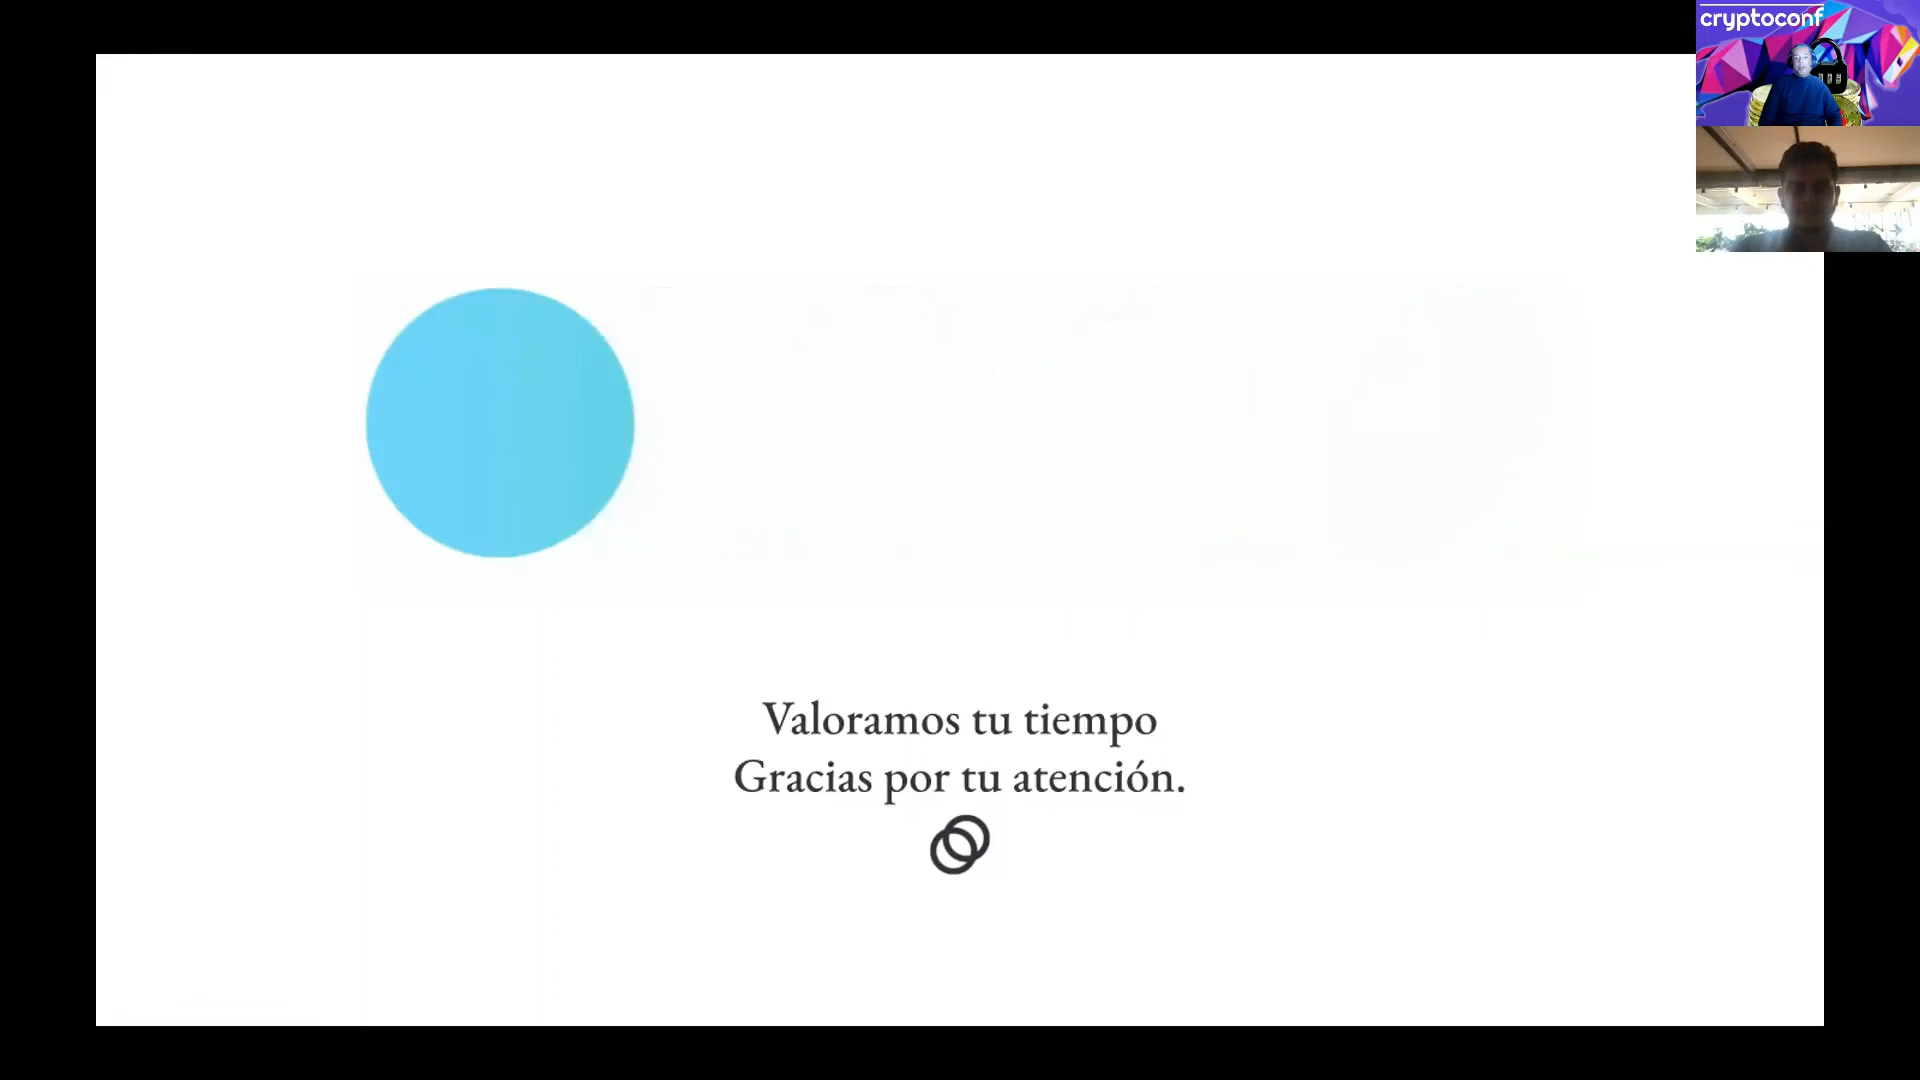 cryptoconf
Valoramos tu tiempo
Gracias por tu atención.